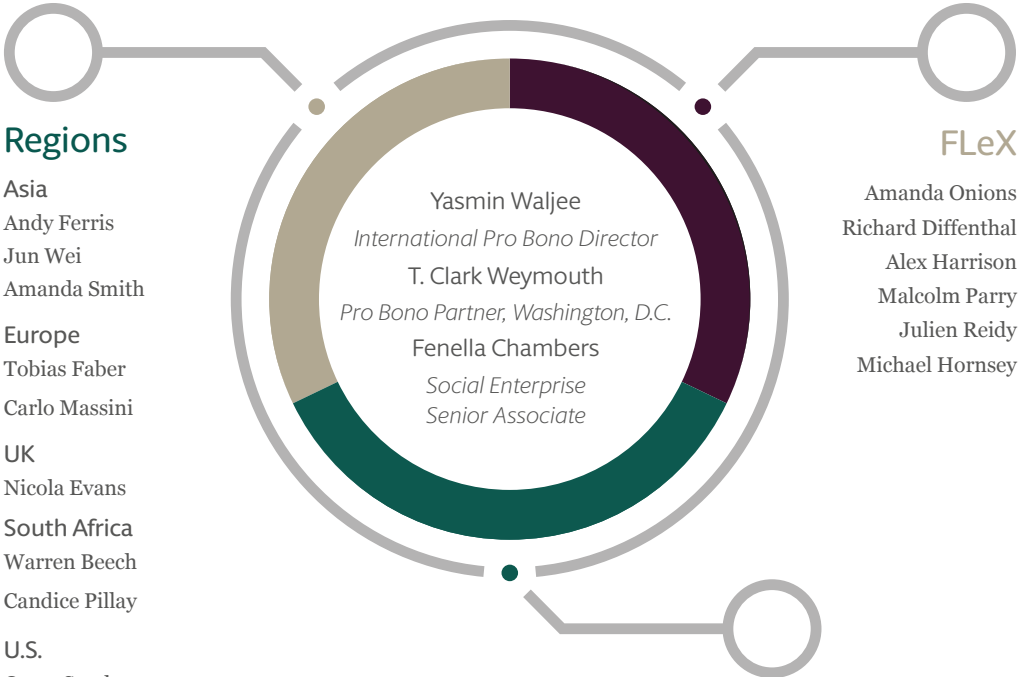 Regions
Asia
Andy Ferris
Jun Wei
Amanda Smith
Europe
Tobias Faber
Carlo Massini
UK
Nicola Evans
South Africa
Warren Beech
Candice Pillay
U.S.
Yasmin Waljee
International Pro Bono Director
T. Clark Weymouth
Pro Bono Partner, Washington, D.C.
Fenella Chambers
Social Enterprise
Senior Associate
FLeX
Amanda Onions
Richard Diffenthal
Alex Harrison
Malcolm Parry
Julien Reidy
Michael Hornsey